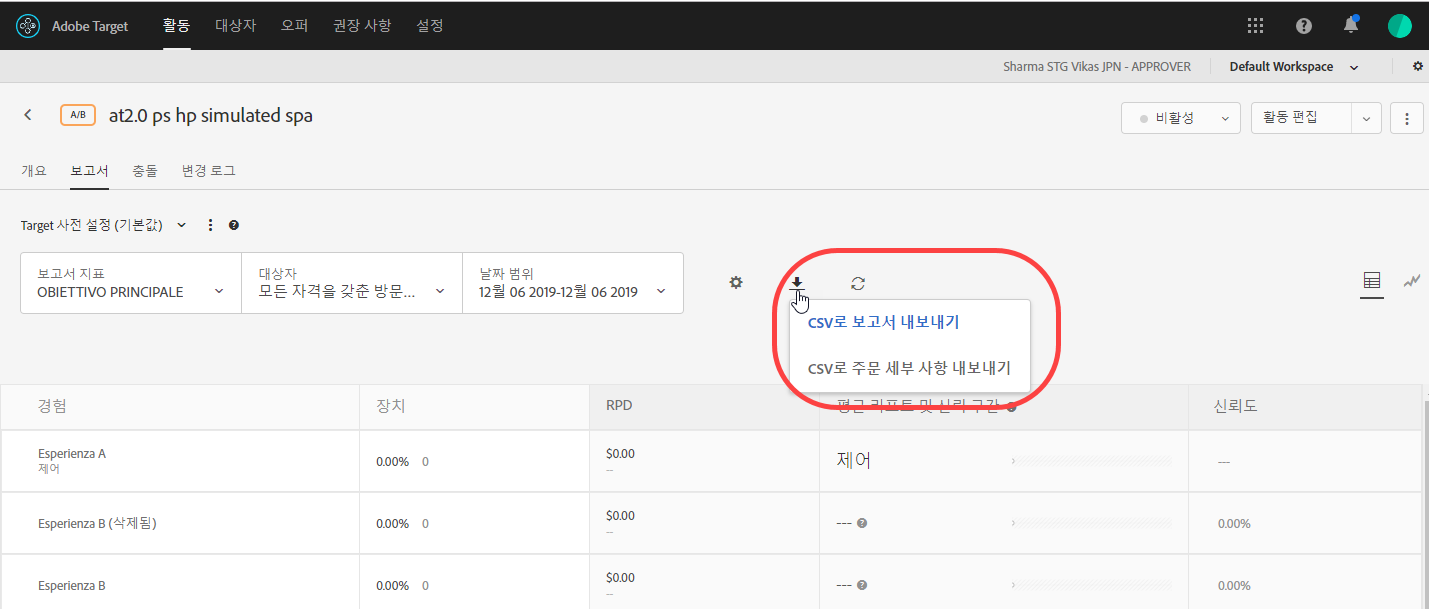 Adobe Target
활동
대상자
오퍼
권장 사항
설정
Sharma STG Vikas JPN - APPROVER
Default Workspace
A/B
at2.0 ps hp simulated spa
비활성
활동 편집
개요
보고서
충돌
변경 로그
Target 사전 설정 (기본값)
보고서 지표
OBIETTIVO PRINCIPALE
대상자
모든 자격을 갖춘 방문...
날짜 범위
12월 06 2019-12월 06 2019
CSV로 보고서 내보내기
CSV로 주문 세부 사항 내보내기
경험
장치
RPD
평균 리프트 및 신뢰 구간
신뢰도
Esperienza A
제어
0.00% 0
$0.00
--
제어
---
Esperienza B (삭제됨)
0.00% 0
$0.00
--
---
0.00%
Esperienza B
0.00% 0
$0.00
--
---
0.00%